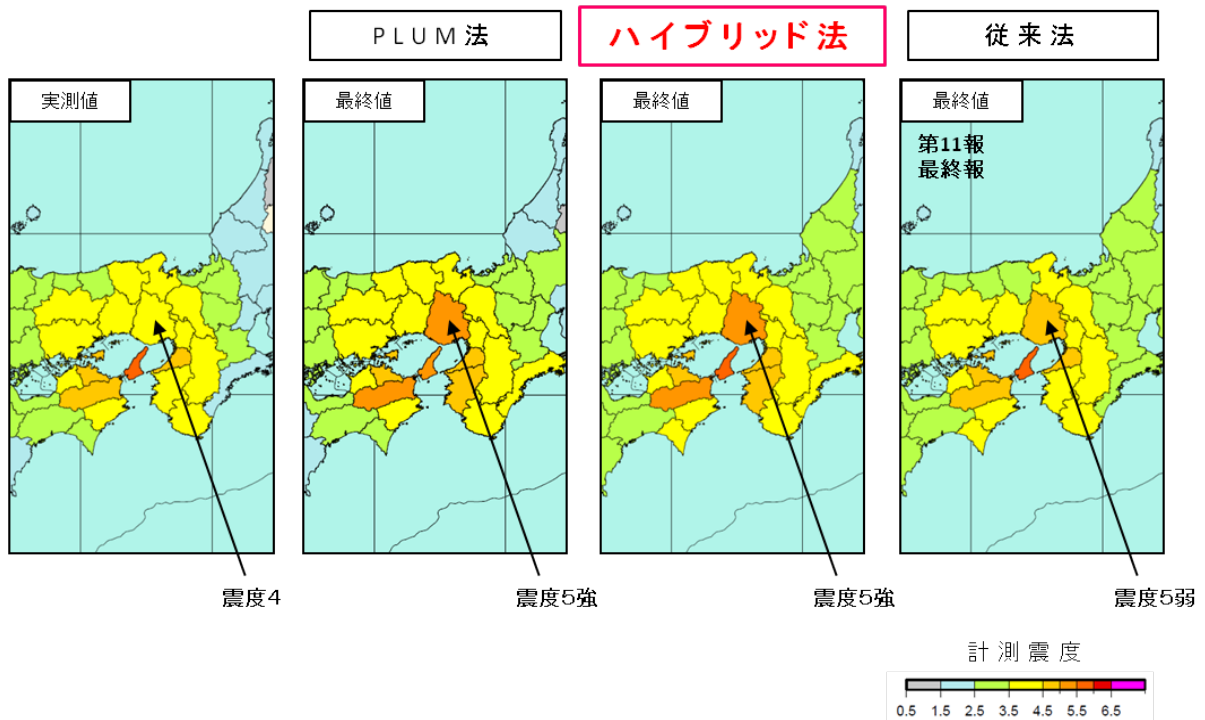 PLUM法
ハイブリッド法
従来法
実測値
最終値
最終値
最終値
第11報
最終報
震度4
震度5強
震度5強
震度5弱
計測震度
0.5 1.5 2.5 3.5 4.5 5.5 6.5